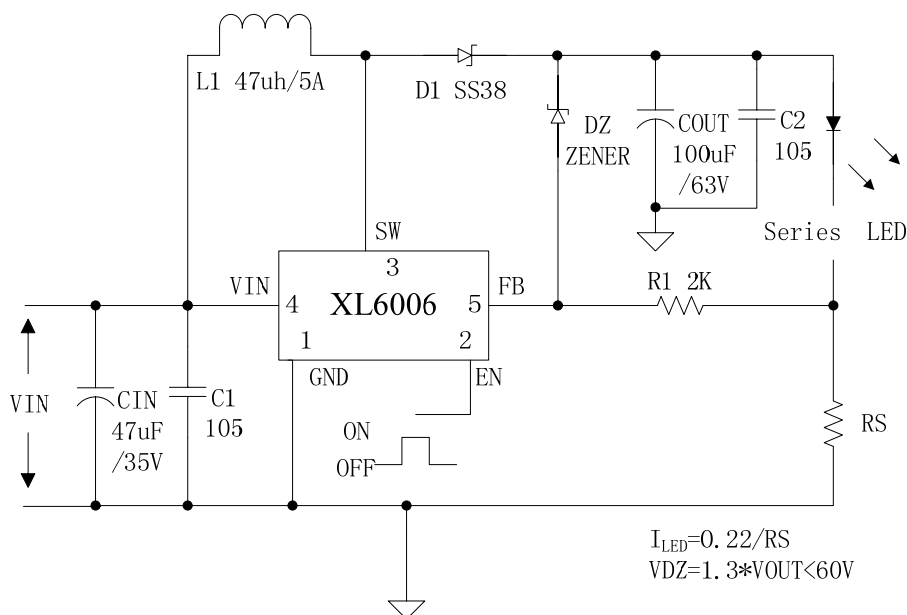 L1 47uh/5A
D1 SS38
DZ
ZENER
COUT
100uF
/63V
C2
105
Series LED
SW
3
VIN
4
XL6006
5
FB
R1 2K
1
2
GND
EN
VIN
CIN
47uF
/35V
C1
105
ON
OFF
RS
I_LED=0.22/RS
VDZ=1.3*VOUT<60V